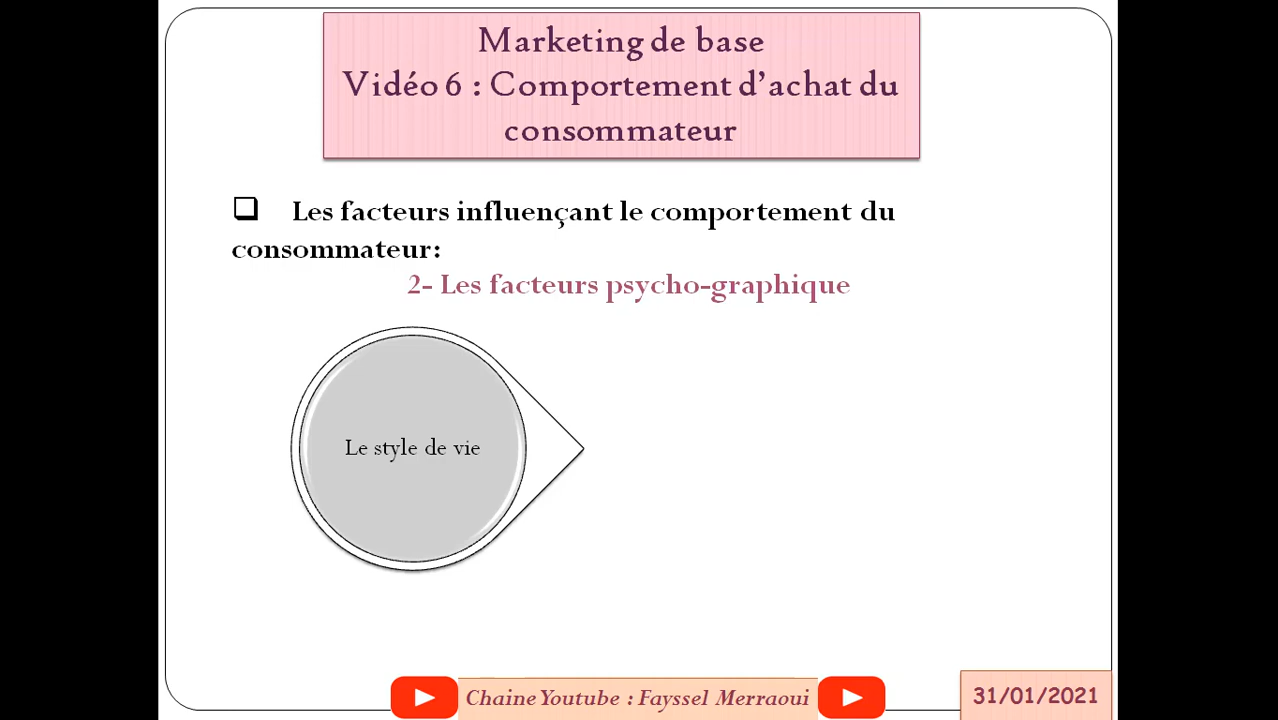 Marketing de base
Vidéo 6 : Comportement d’achat du
consommateur
Les facteurs influençant le comportement du
consommateur:
2- Les facteurs psycho-graphique
Le style de vie
Chaine Youtube : Fayssel Merraoui
31/01/2021